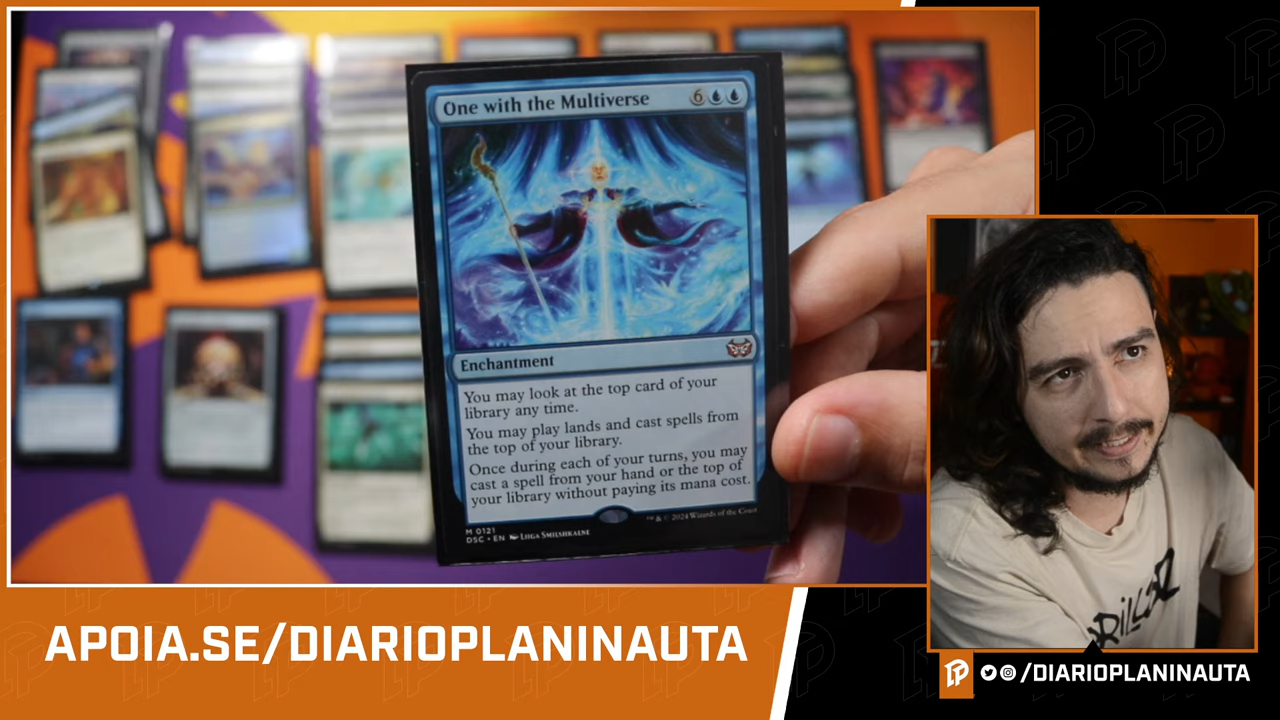 One with the Multiverse 6
Enchantment
You may look at the top card of your
library any time.
You may play lands and cast spells from
the top of your library.
Once during each of your turns, you may
cast a spell from your hand or the top of
your library without paying its mana cost.
M 0121
DSC • EN LIIGA SMILSHKALNE
™ & © 2024 Wizards of the Coast
APOIA.SE/DIARIOPLANINAUTA
/DIARIOPLANINAUTA